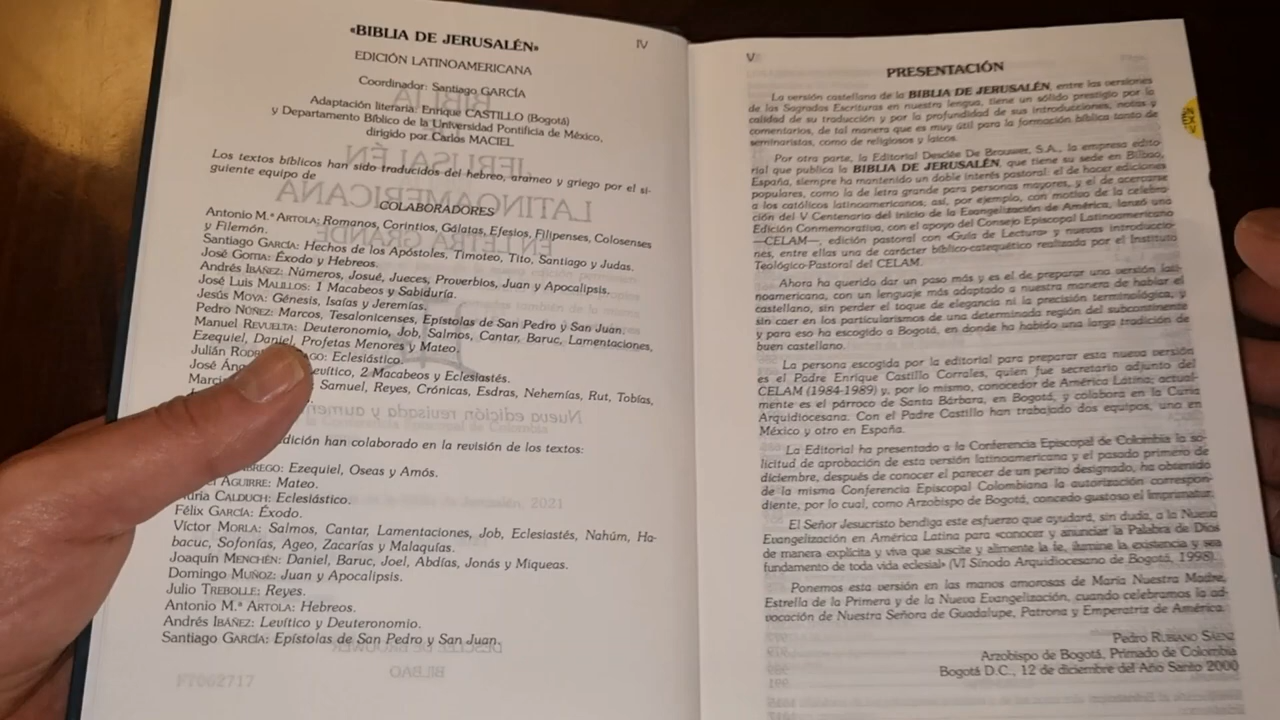 «BIBLIA DE JERUSALÉN»
IV
EDICIÓN LATINOAMERICANA
Coordinador: Santiago GARCÍA
Adaptación literaria: Enrique CASTILLO (Bogotá)
y Departamento Bíblico de la Universidad Pontificia de México,
dirigido por Carlos MACIEL
Los textos bíblicos han sido traducidos del hebreo, arameo y griego por el si-
guiente equipo de
COLABORADORES
Antonio M.ª ARTOLA: Romanos, Corintios, Gálatas, Efesios, Filipenses, Colosenses
y Filemón.
Santiago GARCÍA: Hechos de los Apóstoles, Timoteo, Tito, Santiago y Judas.
José GOITIA: Éxodo y Hebreos.
Andrés IBÁÑEZ: Números, Josué, Jueces, Proverbios, Juan y Apocalipsis.
José Luis MALILLOS: 1 Macabeos y Sabiduría.
Jesús MOYA: Génesis, Isaías y Jeremías.
Pedro NÚÑEZ: Marcos, Tesalonicenses, Epístolas de San Pedro y San Juan.
Manuel REVUELTA: Deuteronomio, Job, Salmos, Cantar, Baruc, Lamentaciones,
Ezequiel, Daniel, Profetas Menores y Mateo.
Julián Eclesiástico.
José 2 Macabeos y Eclesiastés.
Samuel, Reyes, Crónicas, Esdras, Nehemías, Rut, Tobías,
han colaborado en la revisión de los textos:
Ezequiel, Oseas y Amós.
AGUIRRE: Mateo.
CALDUCH: Eclesiástico.
Félix GARCÍA: Éxodo.
Víctor MORLA: Salmos, Cantar, Lamentaciones, Job, Eclesiastés, Nahúm, Ha-
bacuc, Sofonías, Ageo, Zacarías y Malaquías.
Joaquín MENCHÉN: Daniel, Baruc, Joel, Abdías, Jonás y Miqueas.
Domingo MUÑOZ: Juan y Apocalipsis.
Julio TREBOLLE: Reyes.
Antonio M.ª ARTOLA: Hebreos.
Andrés IBÁÑEZ: Levítico y Deuteronomio.
Santiago GARCÍA: Epístolas de San Pedro y San Juan.
V
PRESENTACIÓN
La versión castellana de la BIBLIA DE JERUSALÉN, entre las versiones
de las Sagradas Escrituras en nuestra lengua, tiene un sólido prestigio por la
calidad de su traducción y por la profundidad de sus introducciones, notas y
comentarios, de tal manera que es muy útil para la formación bíblica tanto de
seminaristas, como de religiosos y laicos.
Por otra parte, la Editorial Desclée De Brouwer, S.A., la empresa edito-
rial que publica la BIBLIA DE JERUSALÉN, que tiene su sede en Bilbao,
España, siempre ha mantenido un doble interés pastoral: el de hacer ediciones
populares, como la de letra grande para personas mayores, y el de acercarse
a los católicos latinoamericanos; así, por ejemplo, con motivo de la celebra-
ción del V Centenario del inicio de la Evangelización de América, lanzó una
Edición Conmemorativa, con el apoyo del Consejo Episcopal Latinoamericano
—CELAM—, edición pastoral con «Guía de Lectura» y nuevas introduccio-
nes, entre ellas una de carácter bíblico-catequético realizada por el Instituto
Teológico-Pastoral del CELAM.
Ahora ha querido dar un paso más y es el de preparar una versión lati-
noamericana, con un lenguaje más adaptado a nuestra manera de hablar el
castellano, sin perder el toque de elegancia ni la precisión terminológica, y
sin caer en los particularismos de una determinada región del subcontinente
y para eso ha escogido a Bogotá, en donde ha habido una larga tradición de
buen castellano.
La persona escogida por la editorial para preparar esta nueva versión
es el Padre Enrique Castillo Corrales, quien fue secretario adjunto del
CELAM (1984-1989) y, por lo mismo, conocedor de América Latina; actual-
mente es el párroco de Santa Bárbara, en Bogotá, y colabora en la Curia
Arquidiocesana. Con el Padre Castillo han trabajado dos equipos, uno en
México y otro en España.
La Editorial ha presentado a la Conferencia Episcopal de Colombia la so-
licitud de aprobación de esta versión latinoamericana y el pasado primero de
diciembre, después de conocer el parecer de un perito designado, ha obtenido
de la misma Conferencia Episcopal Colombiana la autorización correspon-
diente, por lo cual, como Arzobispo de Bogotá, concedo gustoso el Imprimatur.
El Señor Jesucristo bendiga este esfuerzo que ayudará, sin duda, a la Nueva
Evangelización en América Latina para «conocer y anunciar la Palabra de Dios
de manera explícita y viva que suscite y alimente la fe, ilumine la existencia y sea
fundamento de toda vida eclesial» (VI Sínodo Arquidiocesano de Bogotá, 1998).
Ponemos esta versión en las manos amorosas de María Nuestra Madre,
Estrella de la Primera y de la Nueva Evangelización, cuando celebramos la ad-
vocación de Nuestra Señora de Guadalupe, Patrona y Emperatriz de América.
Pedro RUBIANO SÁENZ
Arzobispo de Bogotá, Primado de Colombia
Bogotá D.C., 12 de diciembre del Año Santo 2000